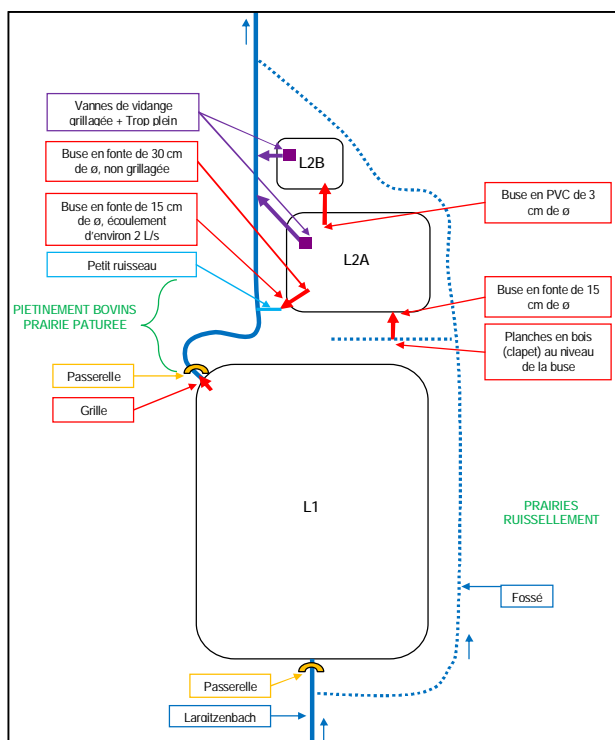 Vannes de vidange
grillagée + Trop plein
Buse en fonte de 30 cm
de ø, non grillagée
Buse en fonte de 15 cm
de ø, écoulement
d'environ 2 L/s
Petit ruisseau
PIETINEMENT BOVINS
PRAIRIE PATUREE
Passerelle
Grille
L2B
L2A
L1
Buse en PVC de 3
cm de ø
Buse en fonte de 15
cm de ø
Planches en bois
(clapet) au niveau
de la buse
PRAIRIES
RUISSELLEMENT
Fossé
Passerelle
Largitzenbach